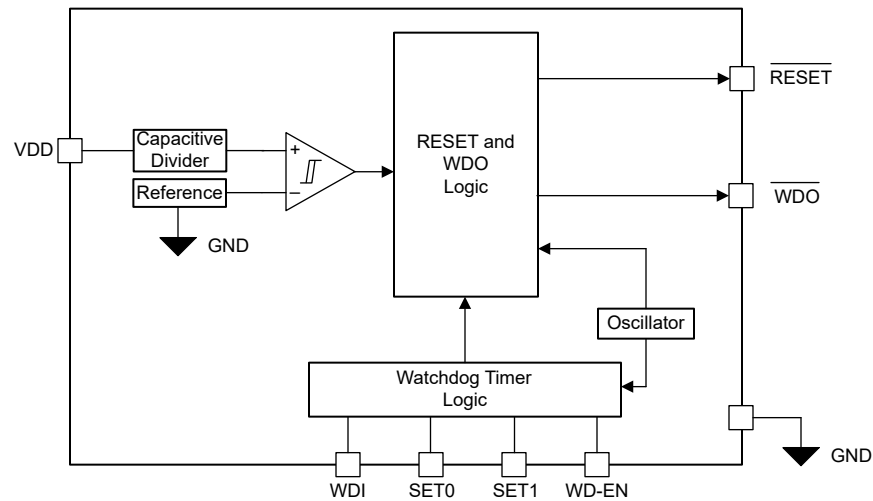 RESET
Capacitive
Divider
VDD
+
RESET and
WDO
Logic
Reference
−
WDO
GND
Oscillator
Watchdog Timer
Logic
GND
WDI
SET0
SET1
WD-EN